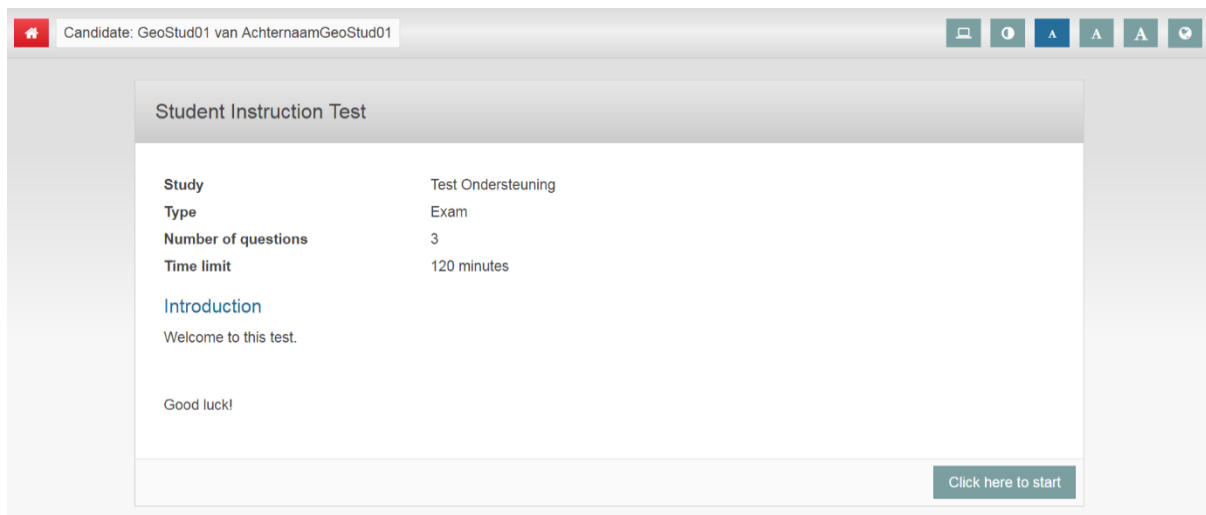 Candidate: GeoStud01 van AchternaamGeoStud01
A A A
Student Instruction Test
Study Test Ondersteuning
Type Exam
Number of questions 3
Time limit 120 minutes
Introduction
Welcome to this test.
Good luck!
Click here to start